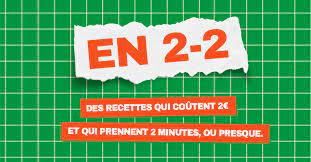 EN 2-2
DES RECETTES QUI COÛTENT 2€
ET QUI PRENNENT 2 MINUTES, OU PRESQUE.